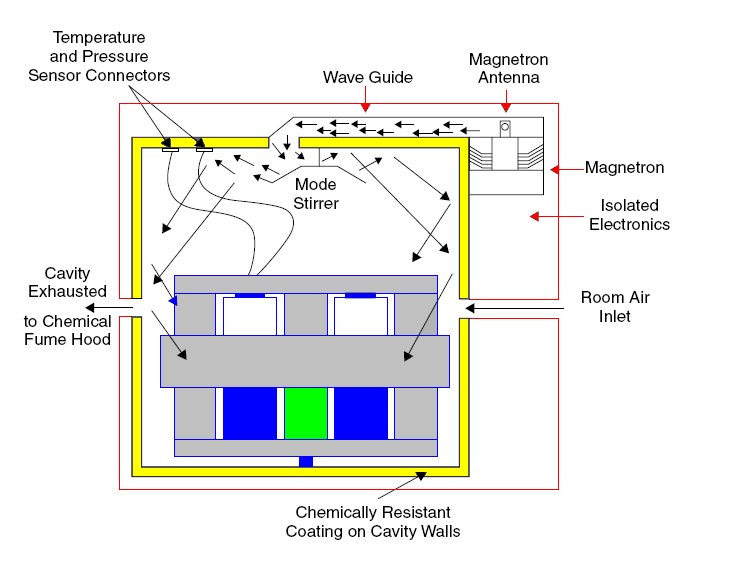 Temperature
and Pressure
Sensor Connectors
Wave Guide
Magnetron
Antenna
Magnetron
Mode
Stirrer
Isolated
Electronics
Cavity
Exhausted
to Chemical
Fume Hood
Room Air
Inlet
Chemically Resistant
Coating on Cavity Walls